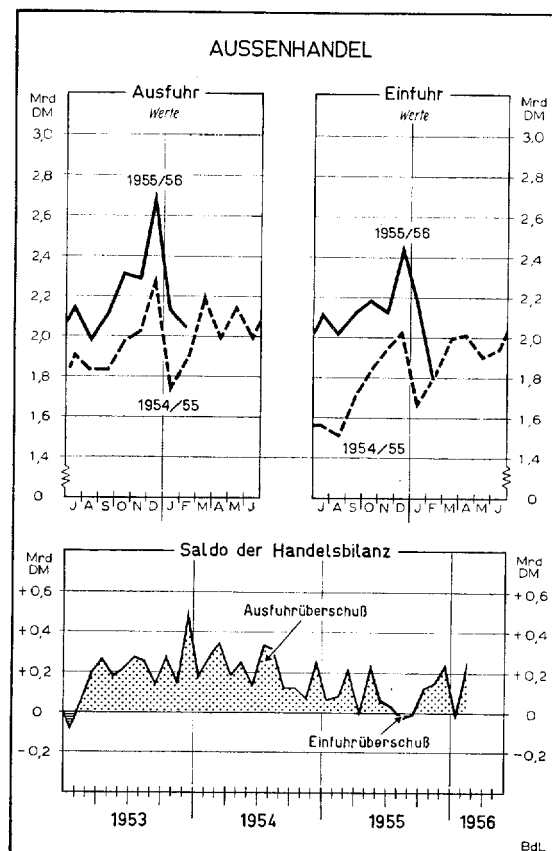 AUSSENHANDEL
Mrd
DM
Ausfuhr
Werte
3,0
2,8
2,6
2,4
2,2
2,0
1,8
1,6
1,4
0
1955/56
1954/55
J A S O N D J F M A M J
Einfuhr
Werte
Mrd
DM
3,0
2,8
2,6
2,4
2,2
2,0
1,8
1,6
1,4
0
1955/56
1954/55
J A S O N D J F M A M J
Saldo der Handelsbilanz
Mrd
DM
+0,6
+0,4
+0,2
0
-0,2
Mrd
DM
+0,6
+0,4
+0,2
0
-0,2
Ausfuhrüberschuß
Einfuhrüberschuß
1953 1954 1955 1956
BdL